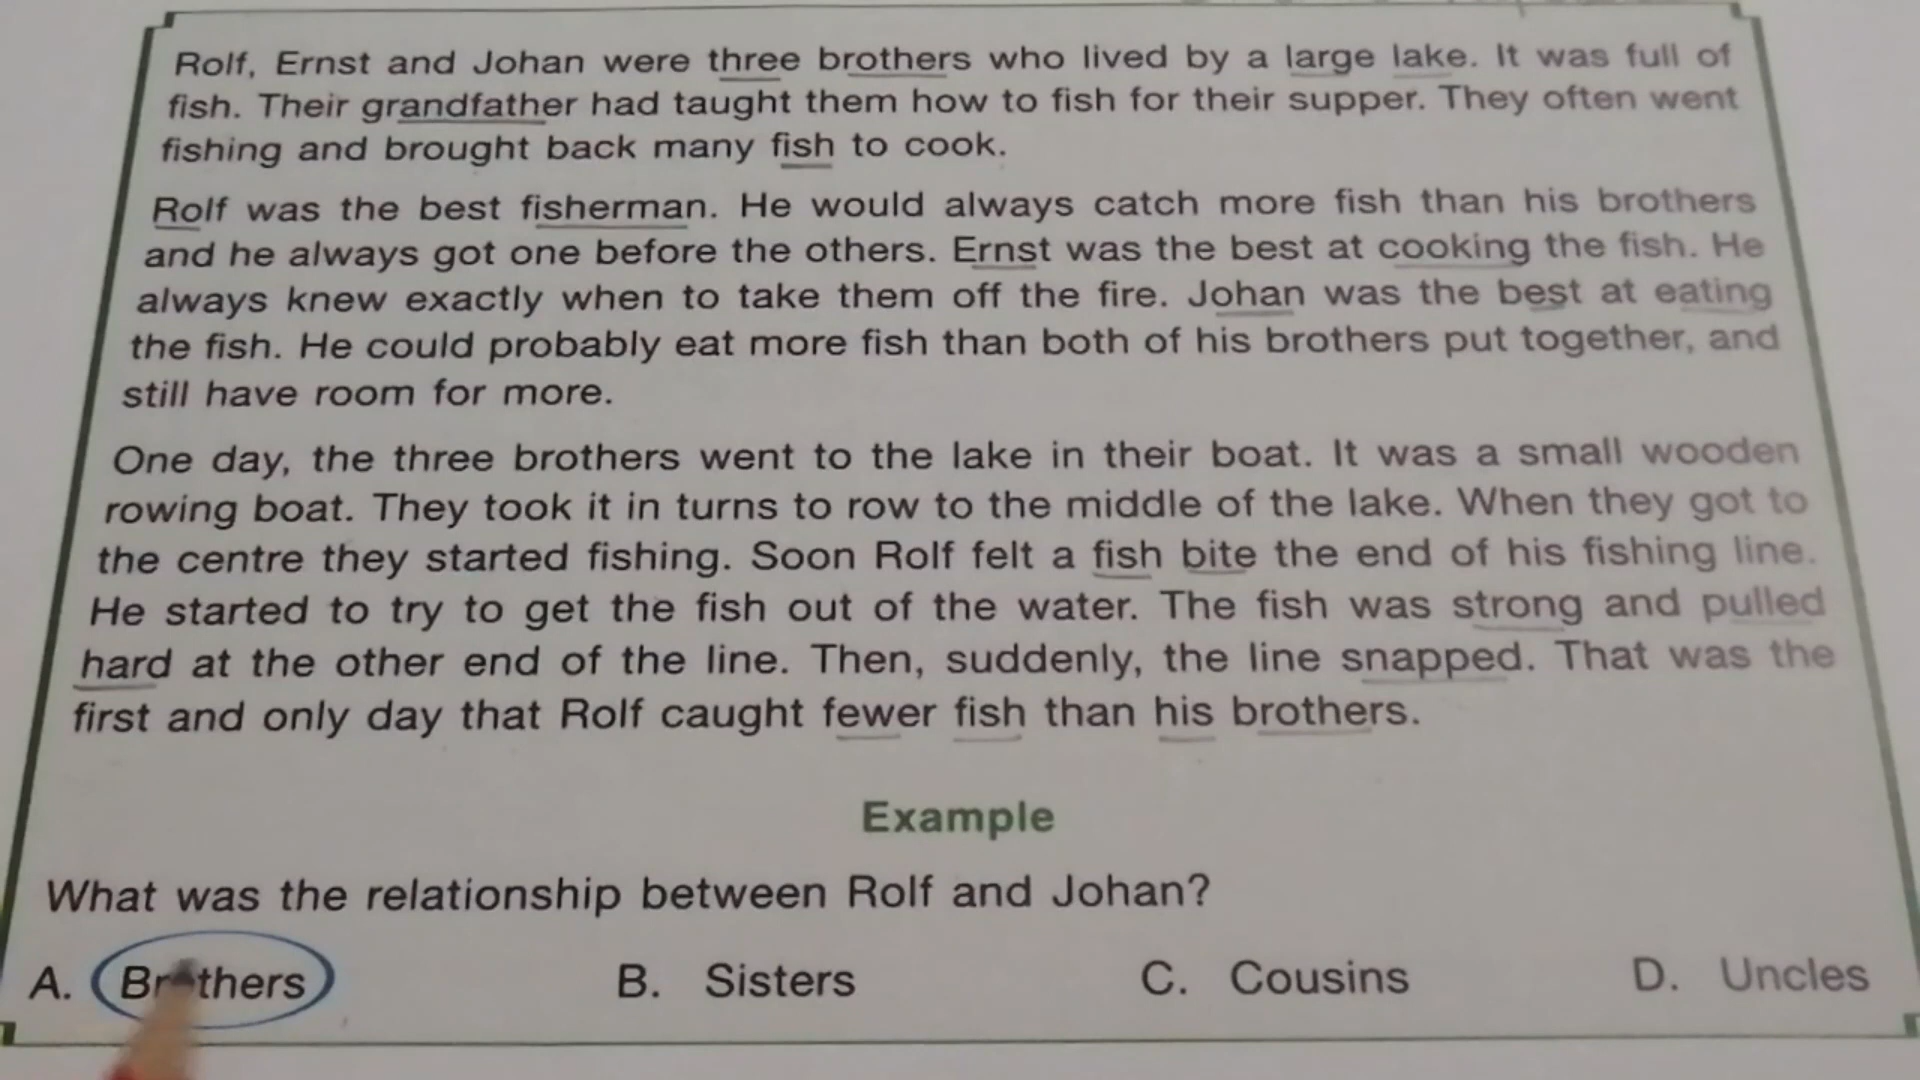 Rolf, Ernst and Johan were three brothers who lived by a large lake. It was full of
fish. Their grandfather had taught them how to fish for their supper. They often went
fishing and brought back many fish to cook.
Rolf was the best fisherman. He would always catch more fish than his brothers
and he always got one before the others. Ernst was the best at cooking the fish. He
always knew exactly when to take them off the fire. Johan was the best at eating
the fish. He could probably eat more fish than both of his brothers put together, and
still have room for more.
One day, the three brothers went to the lake in their boat. It was a small wooden
rowing boat. They took it in turns to row to the middle of the lake. When they got to
the centre they started fishing. Soon Rolf felt a fish bite the end of his fishing line.
He started to try to get the fish out of the water. The fish was strong and pulled
hard at the other end of the line. Then, suddenly, the line snapped. That was the
first and only day that Rolf caught fewer fish than his brothers.
Example
What was the relationship between Rolf and Johan?
A. Brothers B. Sisters C. Cousins D. Uncles